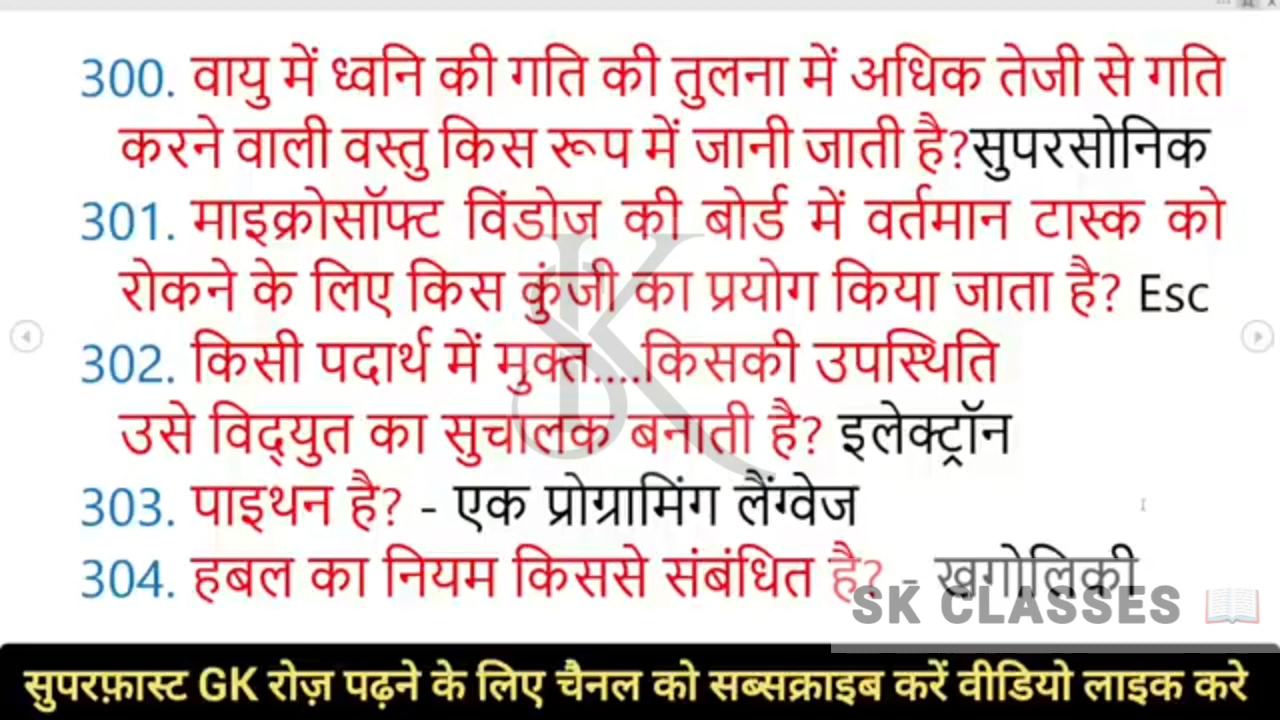 300. वायु में ध्वनि की गति की तुलना में अधिक तेजी से गति
करने वाली वस्तु किस रूप में जानी जाती है?सुपरसोनिक
301. माइक्रोसॉफ्ट विंडोज की बोर्ड में वर्तमान टास्क को
रोकने के लिए किस कुंजी का प्रयोग किया जाता है? Esc
302. किसी पदार्थ में मुक्त....किसकी उपस्थिति
उसे विद्युत का सुचालक बनाती है? इलेक्ट्रॉन
303. पाइथन है? - एक प्रोग्रामिंग लैंग्वेज
304. हबल का नियम किससे संबंधित है? - खगोलिकी
SK CLASSES
सुपरफ़ास्ट GK रोज़ पढ़ने के लिए चैनल को सब्सक्राइब करें वीडियो लाइक करे